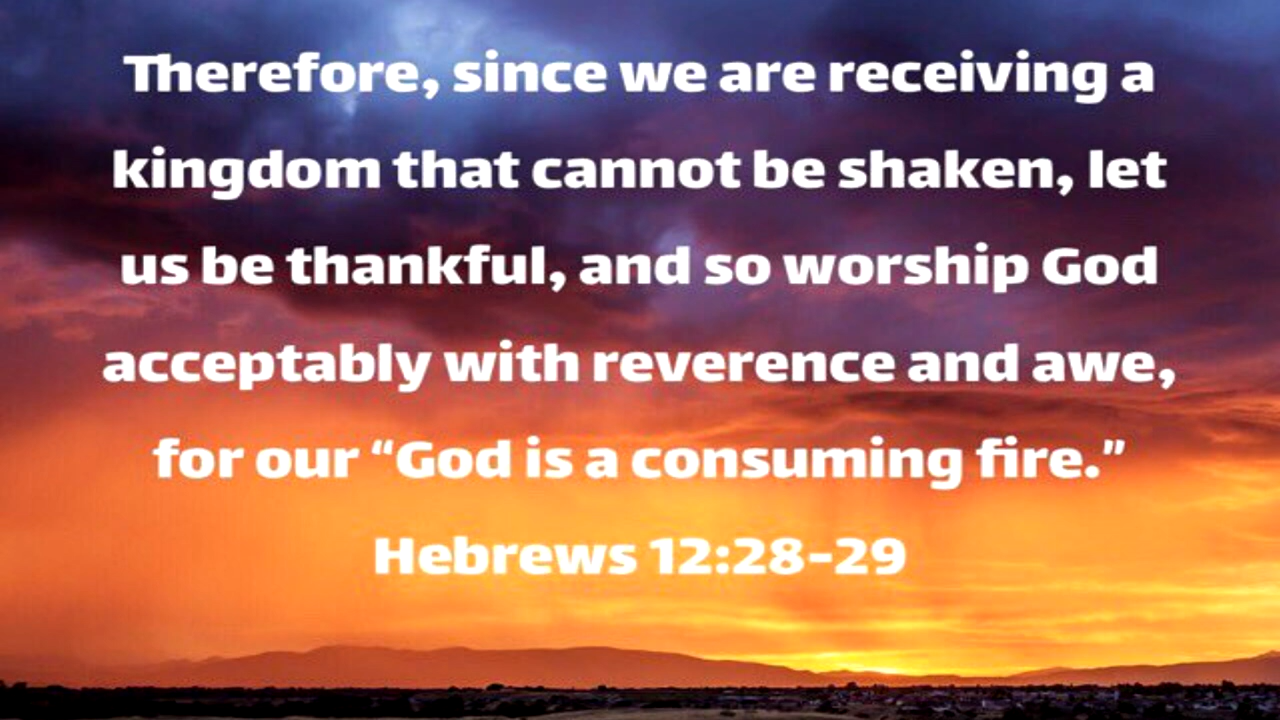 Therefore, since we are receiving a
kingdom that cannot be shaken, let
us be thankful, and so worship God
acceptably with reverence and awe,
for our “God is a consuming fire.”
Hebrews 12:28-29